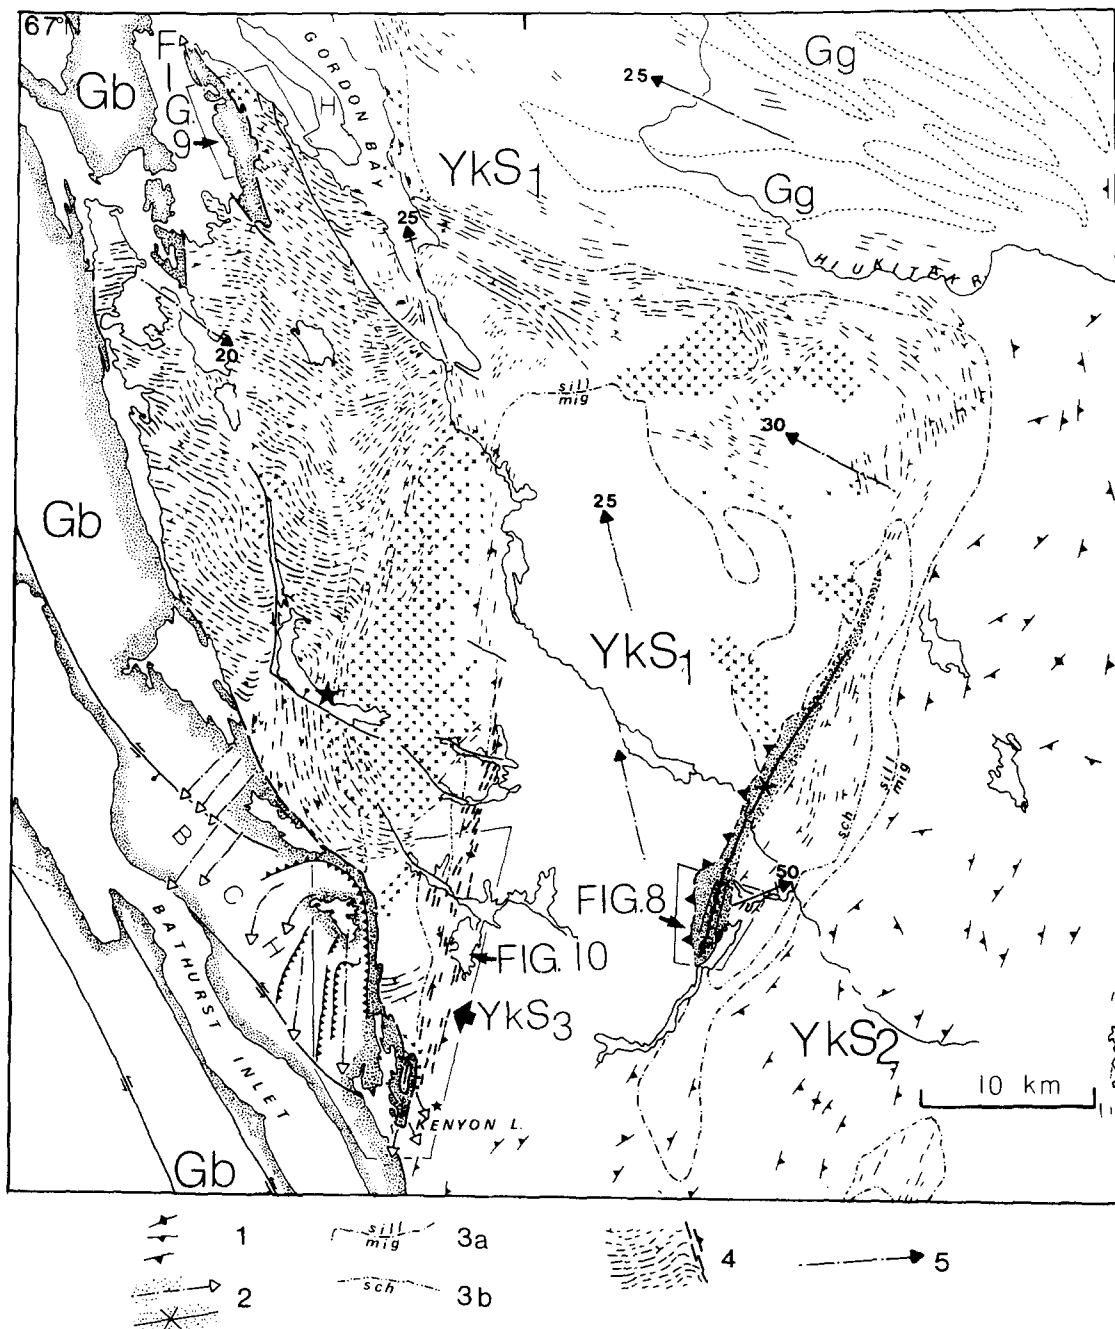 67°N
F
I
G.
9
H
GORDON BAY
Gb
Gg
25
YkS1
Gg
25
HIUKITAK R
20
sill
mig
30
Gb
25
YkS1
sill
mig
sch
B
C
H
50
FIG.8
FIG. 10
YkS3
BATHURST INLET
YkS2
10 km
KENYON L.
Gb
1
sill
mig
3a
4
5
2
sch
3b